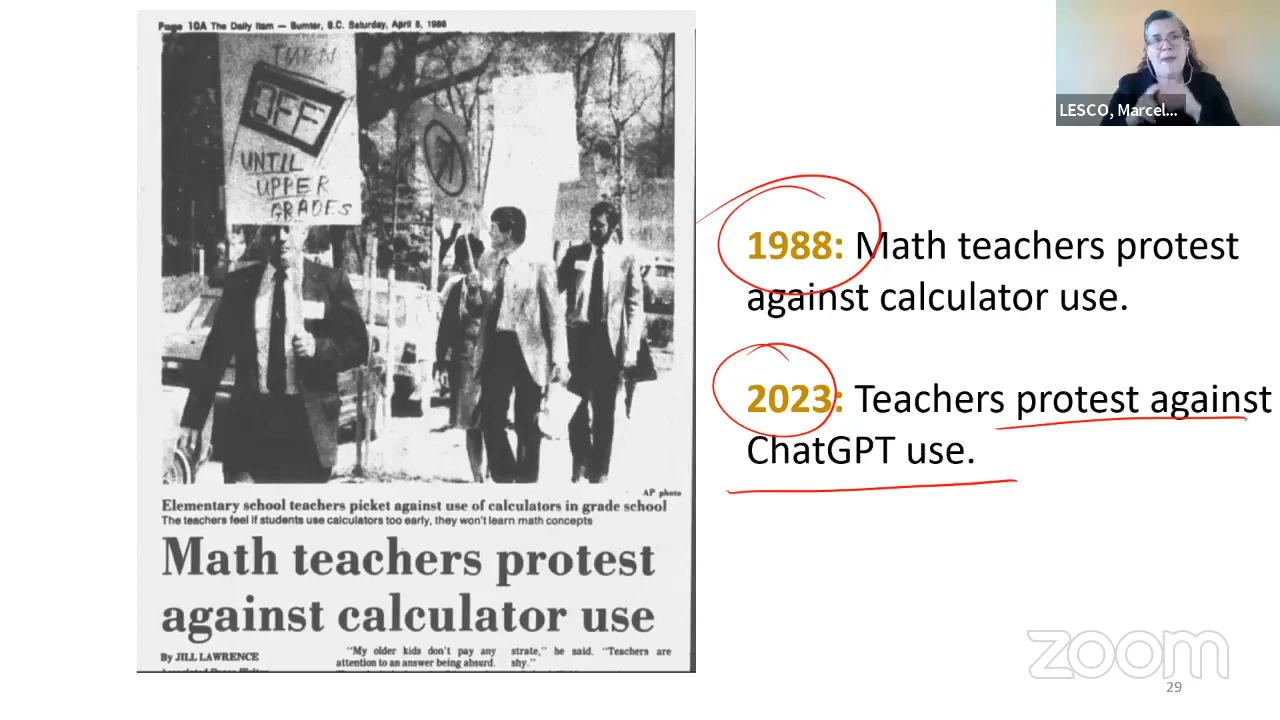 Page 10A The Daily Item — Sumter, S.C. Saturday, April 5, 1986
TURN
OFF
UNTIL
UPPER
GRADES
AP photo
Elementary school teachers picket against use of calculators in grade school
The teachers feel if students use calculators too early, they won't learn math concepts
Math teachers protest
against calculator use
By JILL LAWRENCE
"My older kids don't pay any
attention to an answer being absurd.
strate," he said. "Teachers are
shy."
LESCO, Marcel...
1988: Math teachers protest
against calculator use.
2023: Teachers protest against
ChatGPT use.
zoom
29